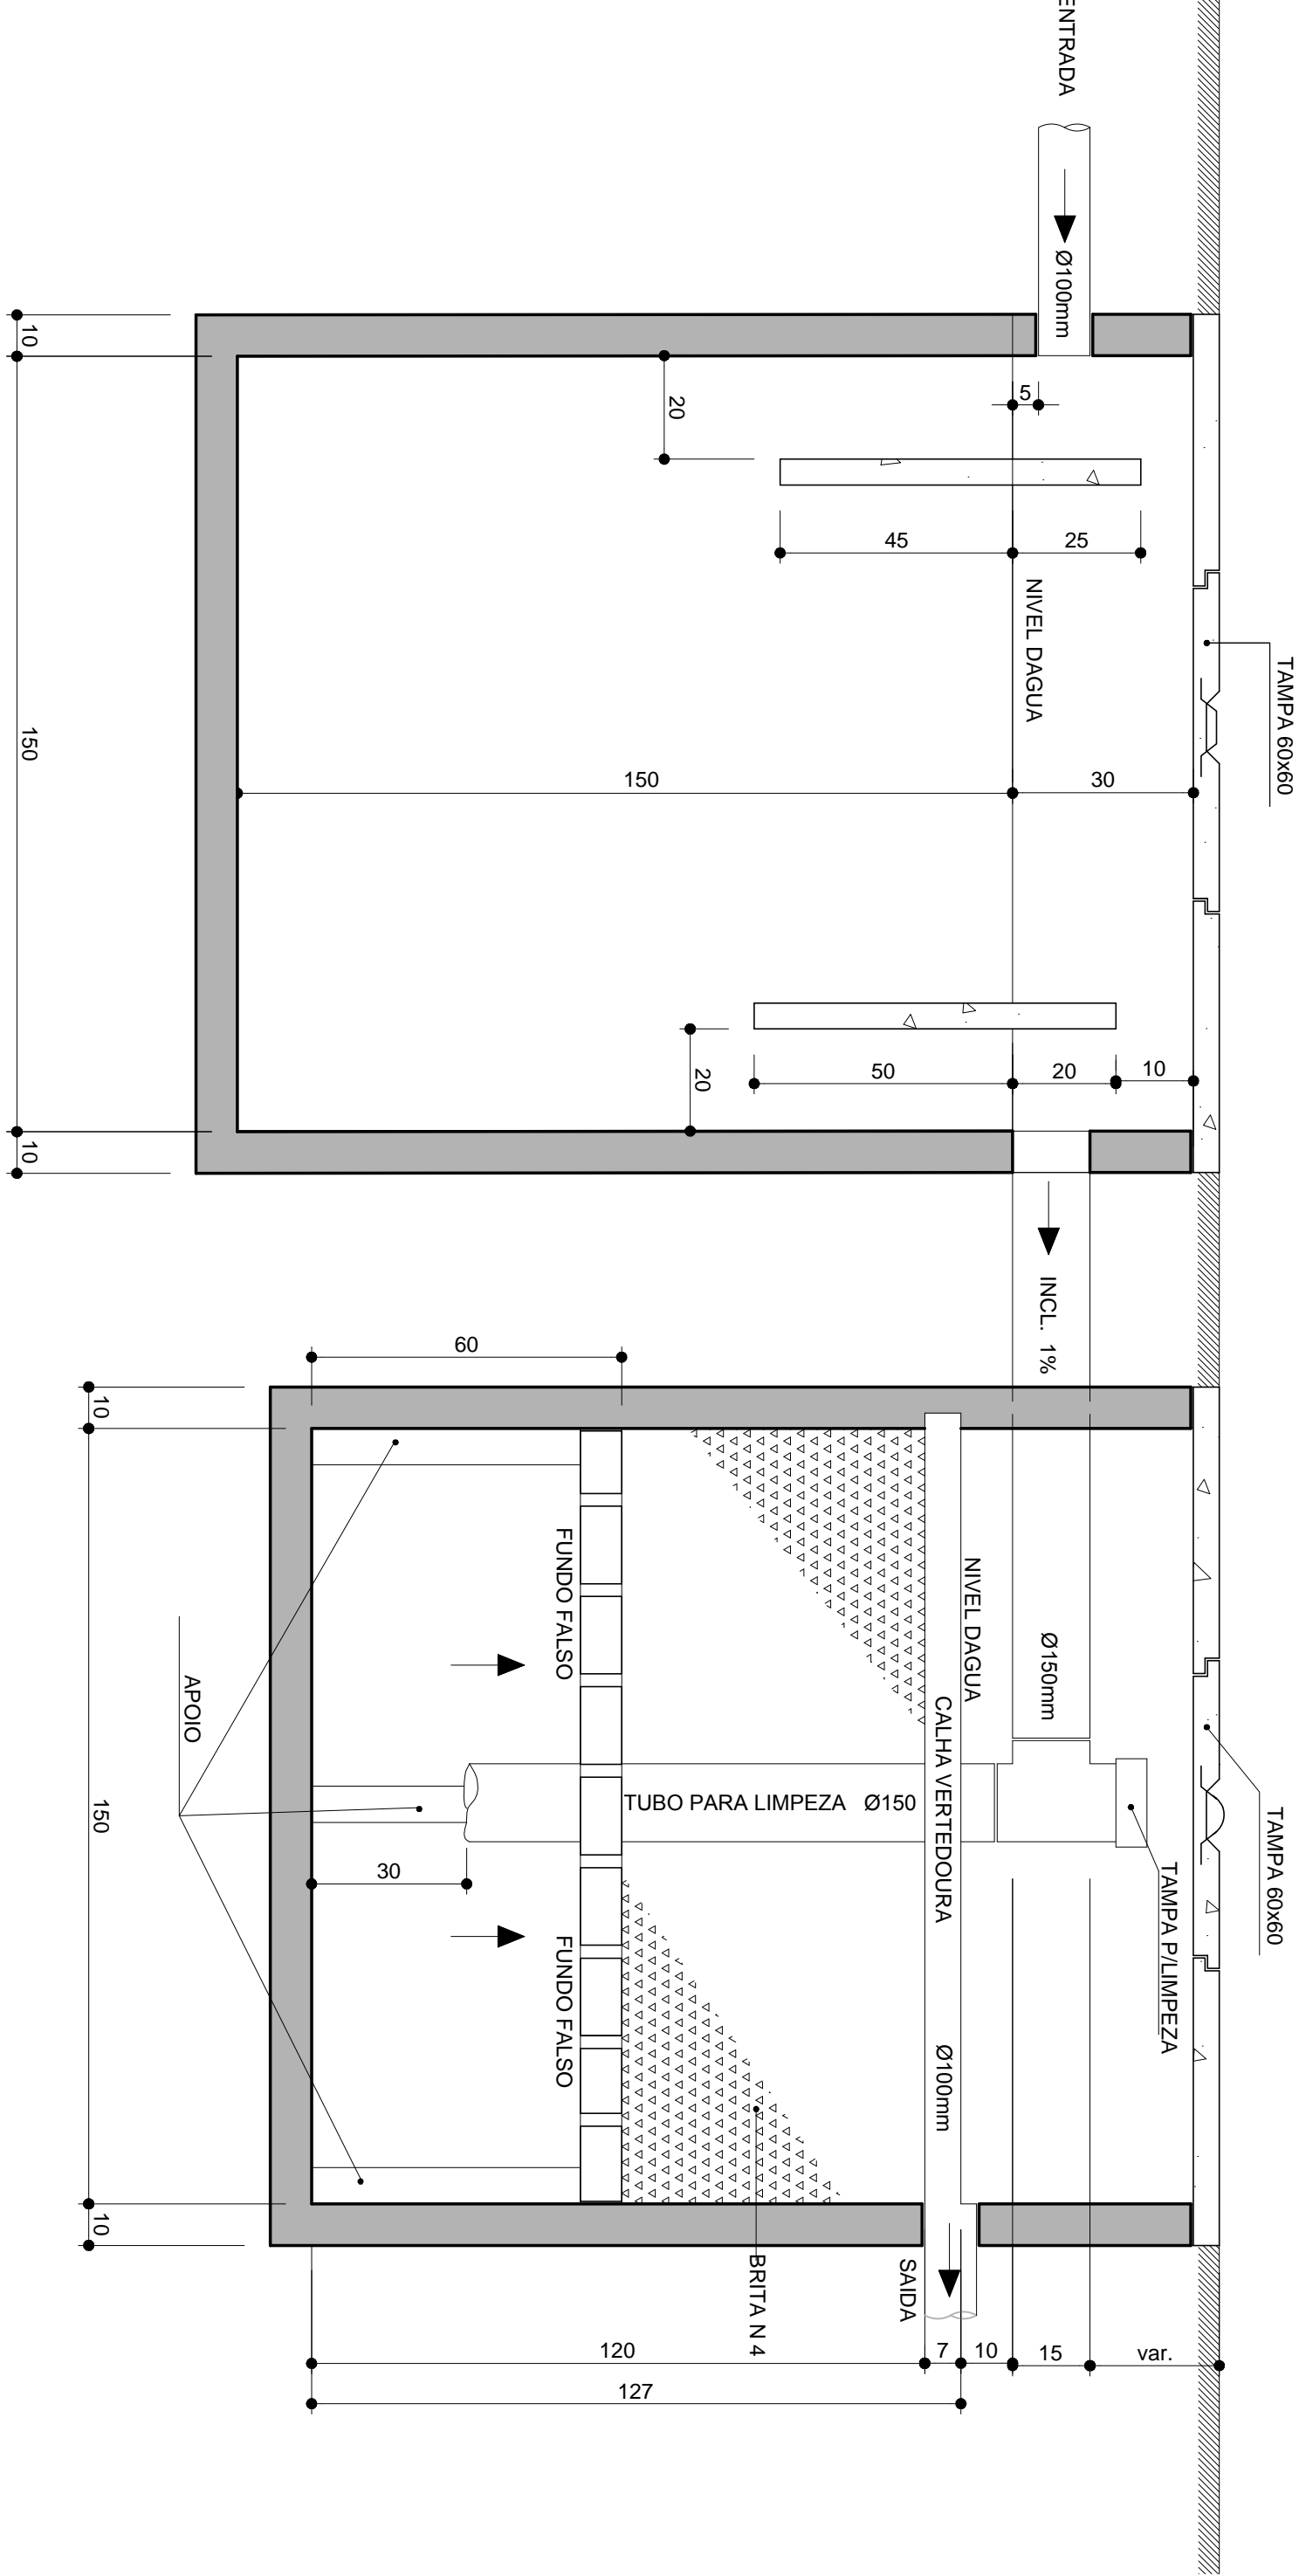 ENTRADA
Ø100mm
TAMPA 60x60
5
20
45
25
NIVEL DAGUA
150
30
50
20
10
20
10
150
10
INCL. 1%
TAMPA 60x60
TAMPA P/LIMPEZA
Ø150mm
NIVEL DAGUA
CALHA VERTEDOURA
Ø100mm
TUBO PARA LIMPEZA Ø150
FUNDO FALSO
FUNDO FALSO
60
30
APOIO
BRITA N 4
SAIDA
120
7
10
15
var.
127
10
150
10